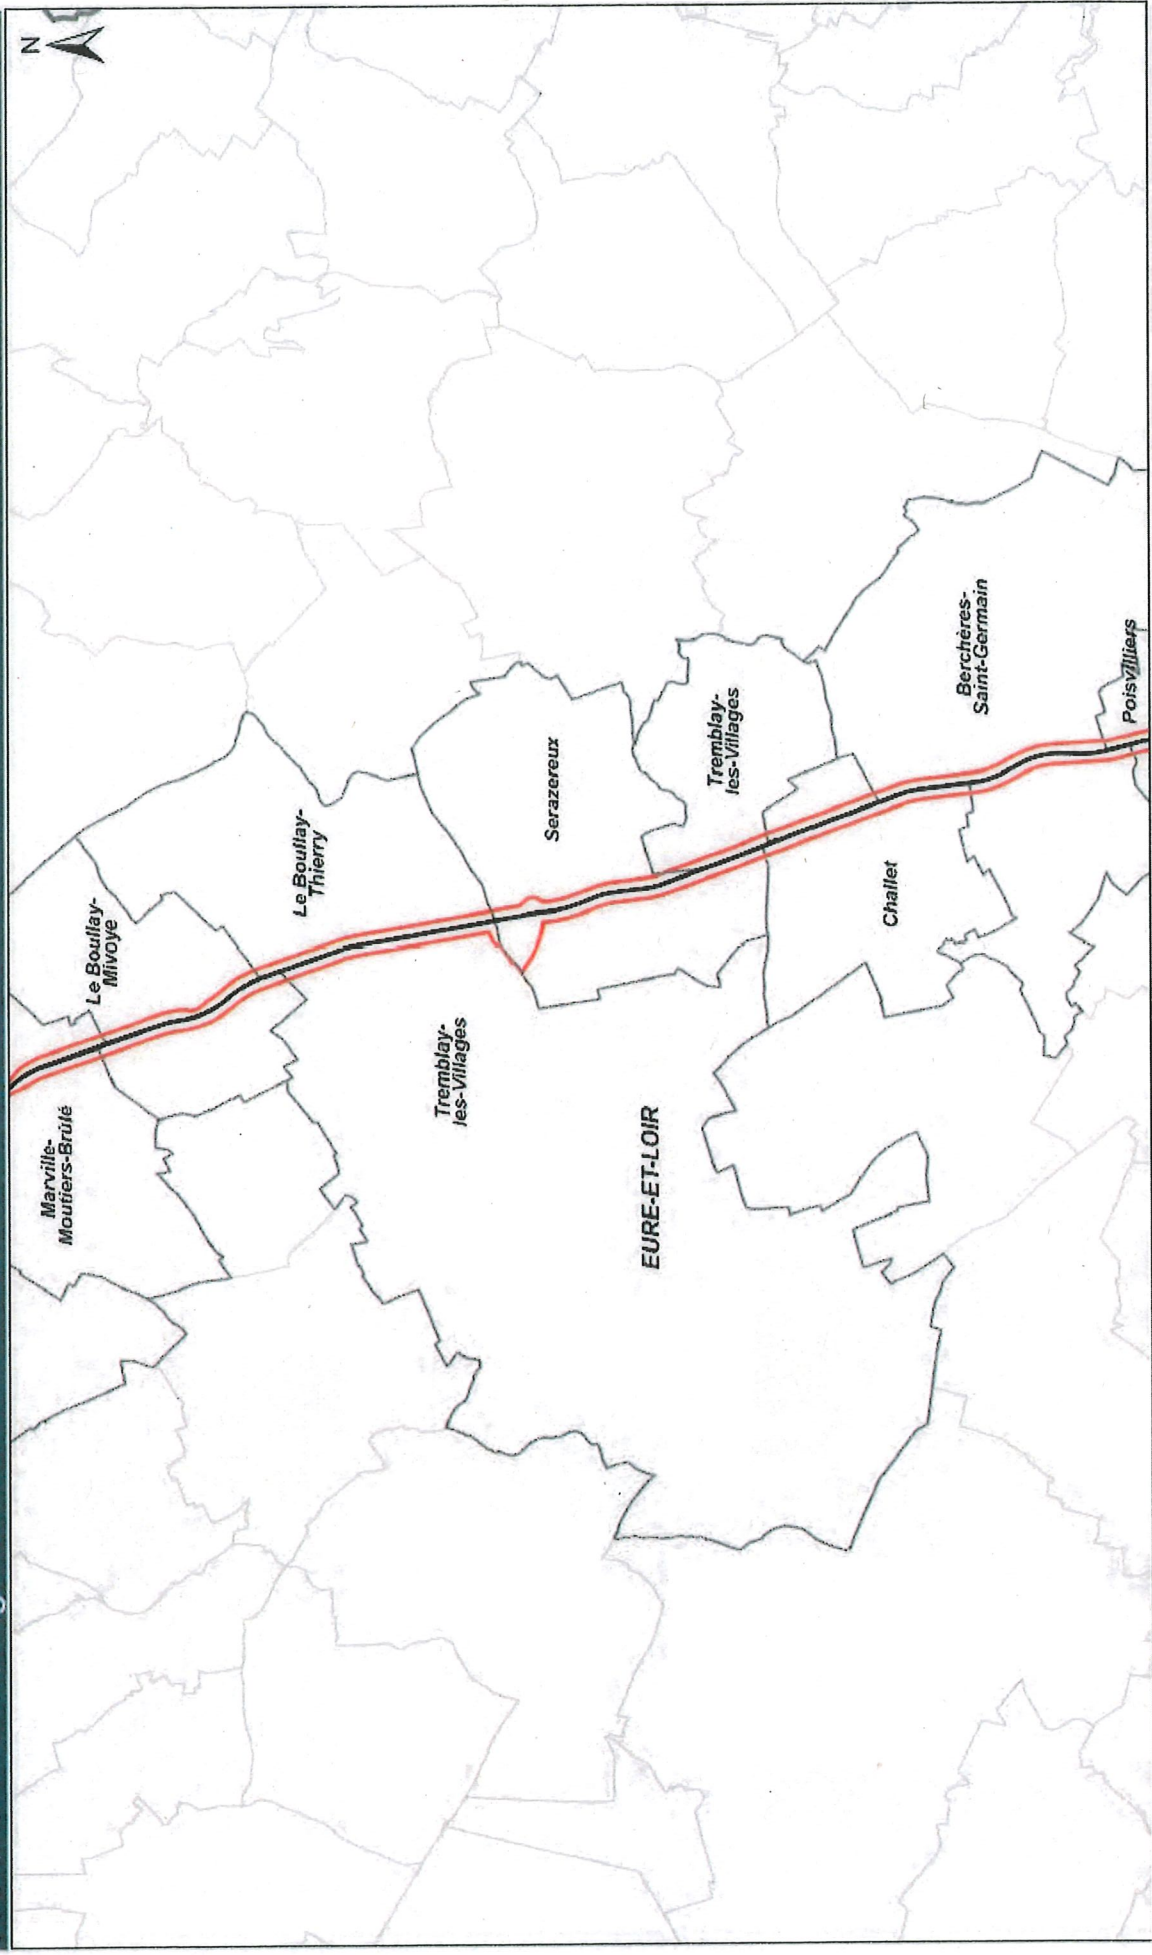 N
Marville-
Moutiers-Brûlé
Le Boullay-
Mivoye
Le Boullay-
Thierry
Tremblay-
les-Villages
Serazereux
EURE-ET-LOIR
Tremblay-
les-Villages
Challet
Berchères-
Saint-Germain
Poisvilliers